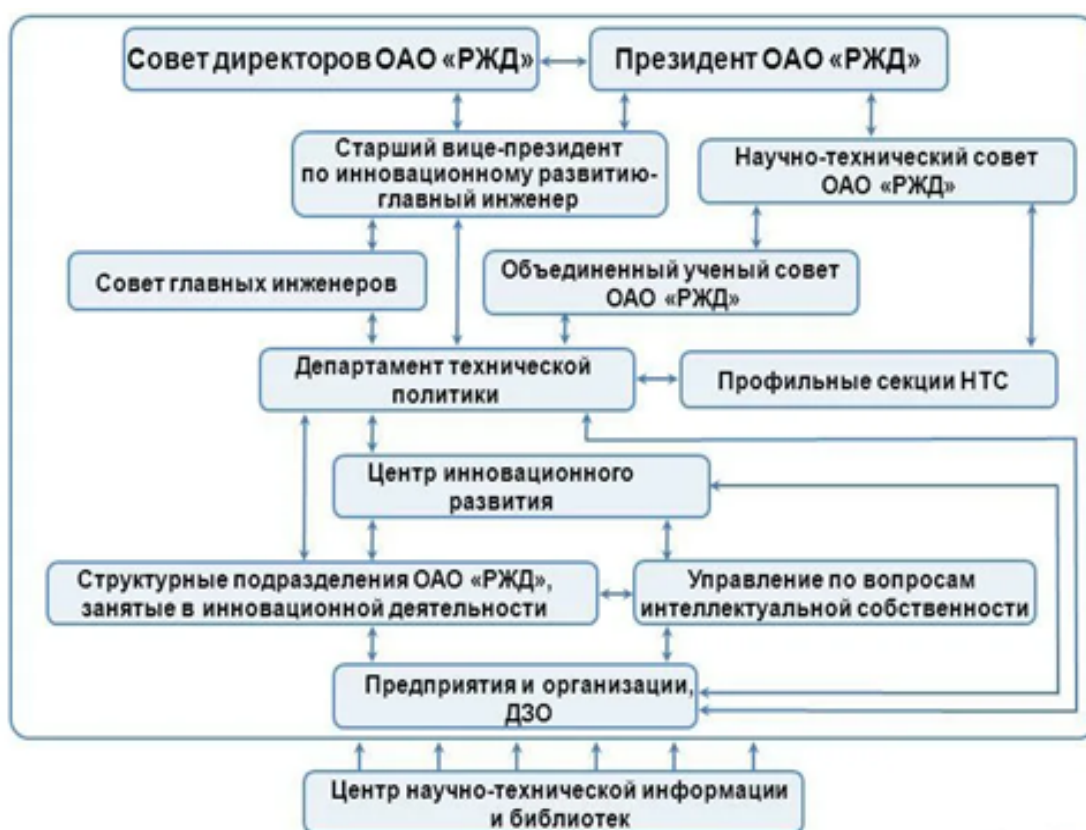 Совет директоров ОАО «РЖД»
Президент ОАО «РЖД»
Старший вице-президент
по инновационному развитию-
главный инженер
Научно-технический совет
ОАО «РЖД»
Совет главных инженеров
Объединенный ученый совет
ОАО «РЖД»
Департамент технической
политики
Профильные секции НТС
Центр инновационного
развития
Структурные подразделения ОАО «РЖД»,
занятые в инновационной деятельности
Управление по вопросам
интеллектуальной собственности
Предприятия и организации,
ДЗО
Центр научно-технической информации
и библиотек